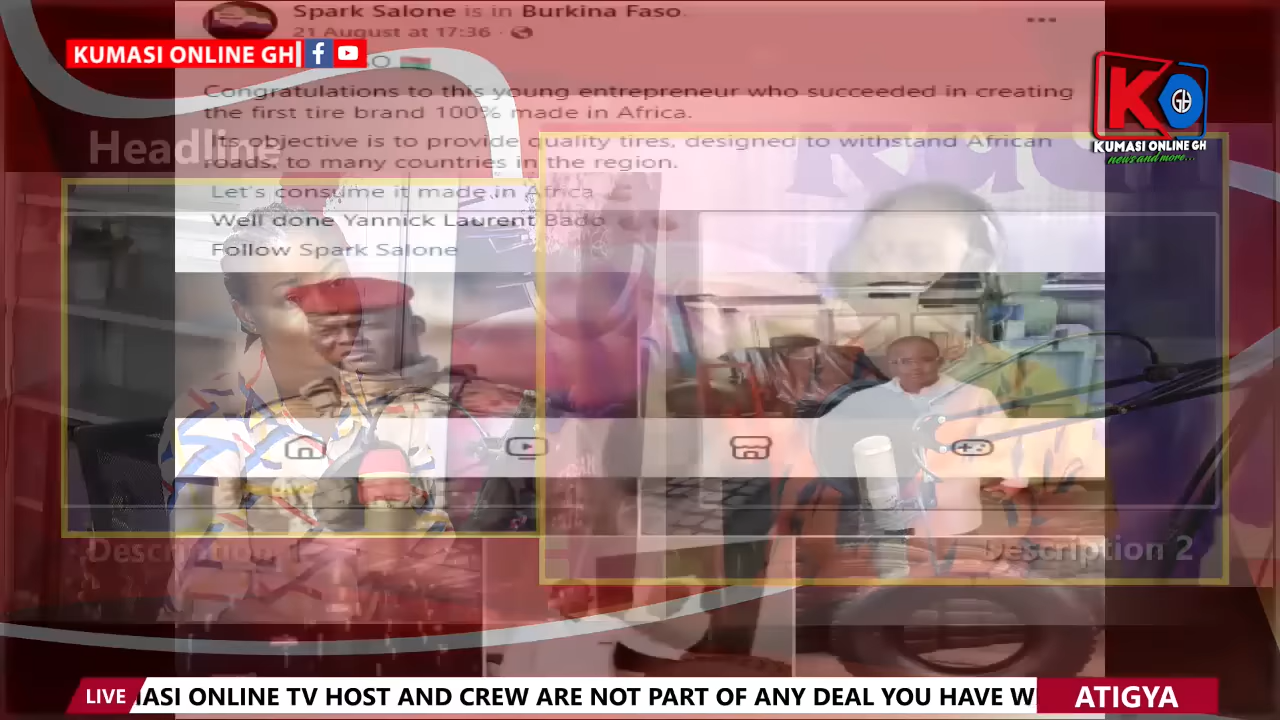 Spark Salone is in Burkina Faso.
21 August at 17:36
KUMASI ONLINE GH
Congratulations to this young entrepreneur who succeeded in creating
the first tire brand 100% made in Africa.
Its objective is to provide quality tires, designed to withstand African
roads, to many countries in the region.
Let's consume it made in Africa
Well done Yannick Laurent Bado
Follow Spark Salone
Headline
K
GH
KUMASI ONLINE GH
news and more...
Description
Description 2
LIVE
ASI ONLINE TV HOST AND CREW ARE NOT PART OF ANY DEAL YOU HAVE W
ATIGYA